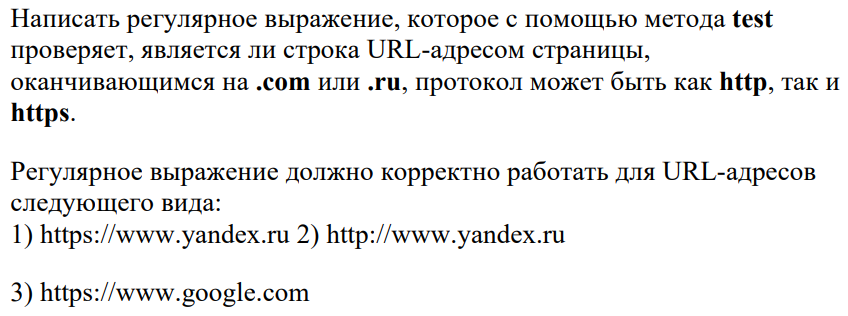 Написать регулярное выражение, которое с помощью метода test
проверяет, является ли строка URL-адресом страницы,
оканчивающимся на .com или .ru, протокол может быть как http, так и
https.
Регулярное выражение должно корректно работать для URL-адресов
следующего вида:
1) https://www.yandex.ru 2) http://www.yandex.ru
3) https://www.google.com